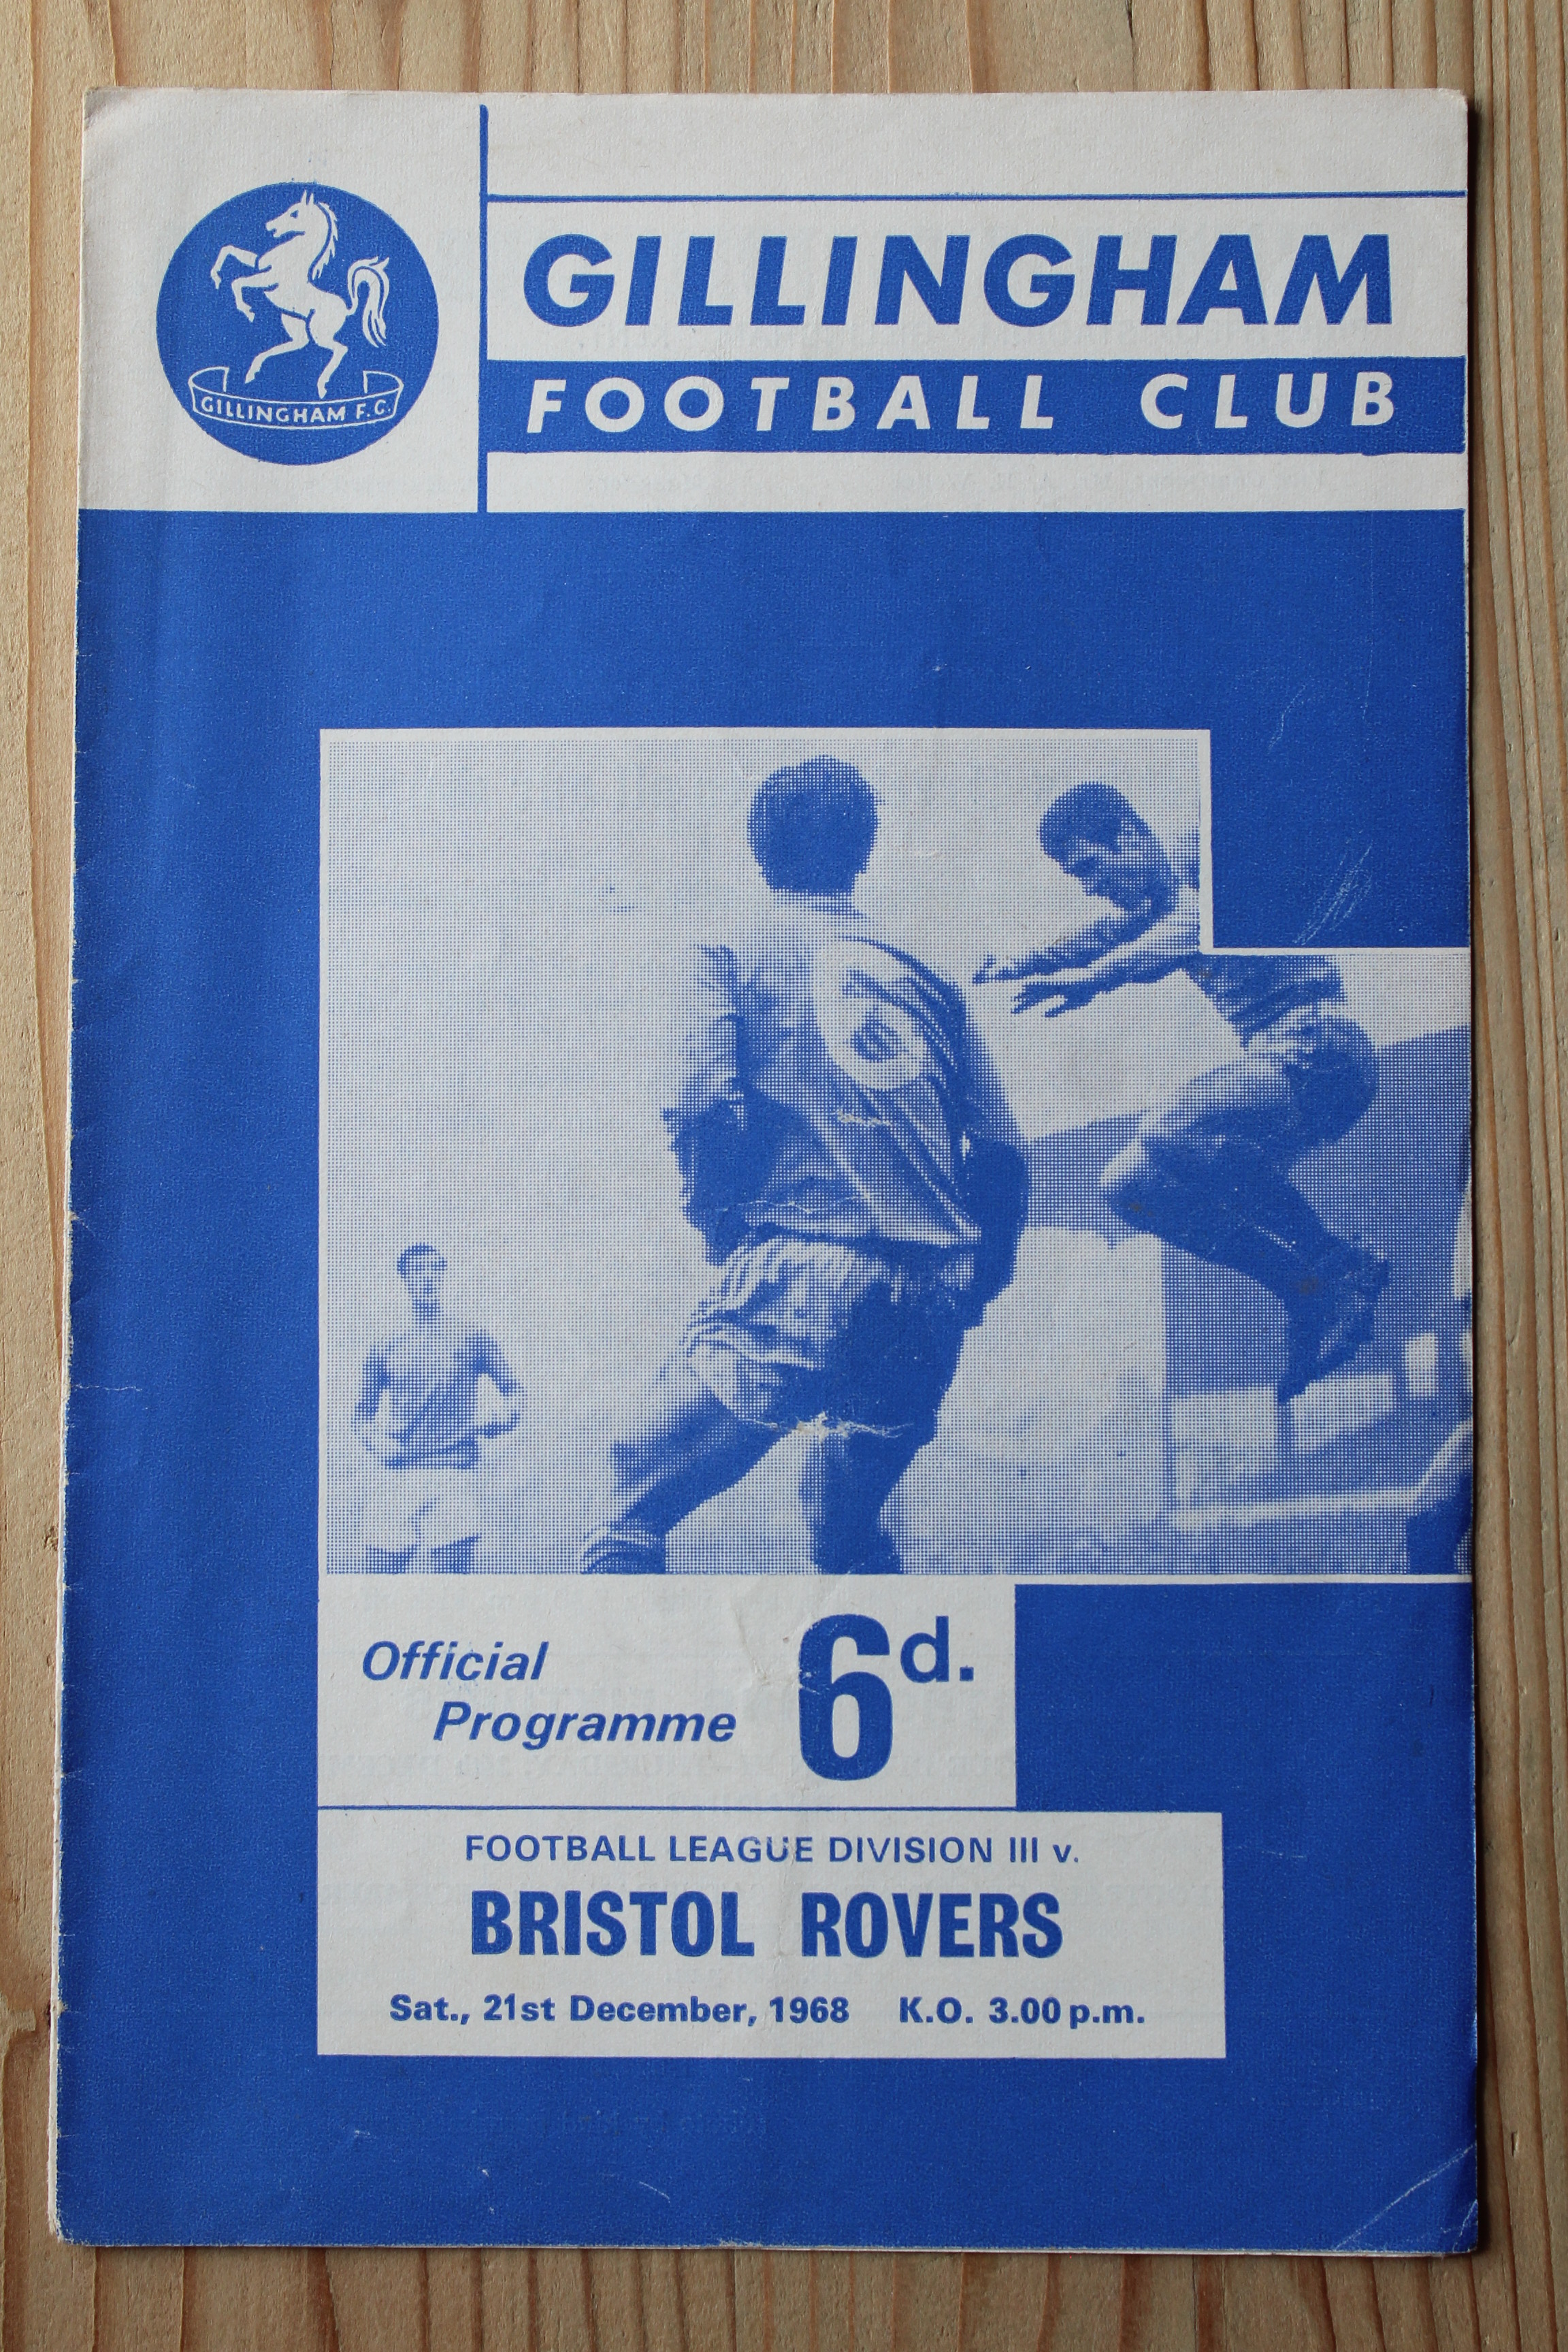 GILLINGHAM F.C.
GILLINGHAM
FOOTBALL CLUB
Official
Programme
6d.
FOOTBALL LEAGUE DIVISION III v.
BRISTOL ROVERS
Sat., 21st December, 1968 K.O. 3.00 p.m.